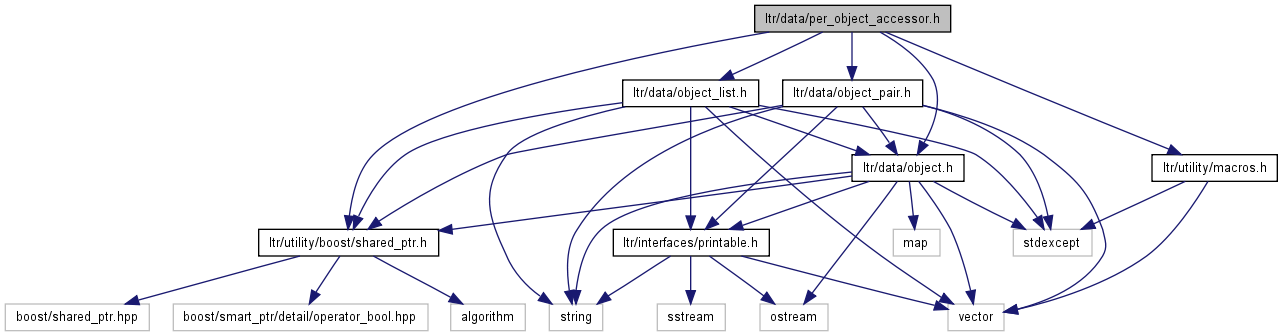 ltr/data/per_object_accessor.h
ltr/data/object_list.h
ltr/data/object_pair.h
ltr/data/object.h
ltr/utility/macros.h
ltr/utility/boost/shared_ptr.h
ltr/interfaces/printable.h
map
stdexcept
boost/shared_ptr.hpp
boost/smart_ptr/detail/operator_bool.hpp
algorithm
string
sstream
ostream
vector